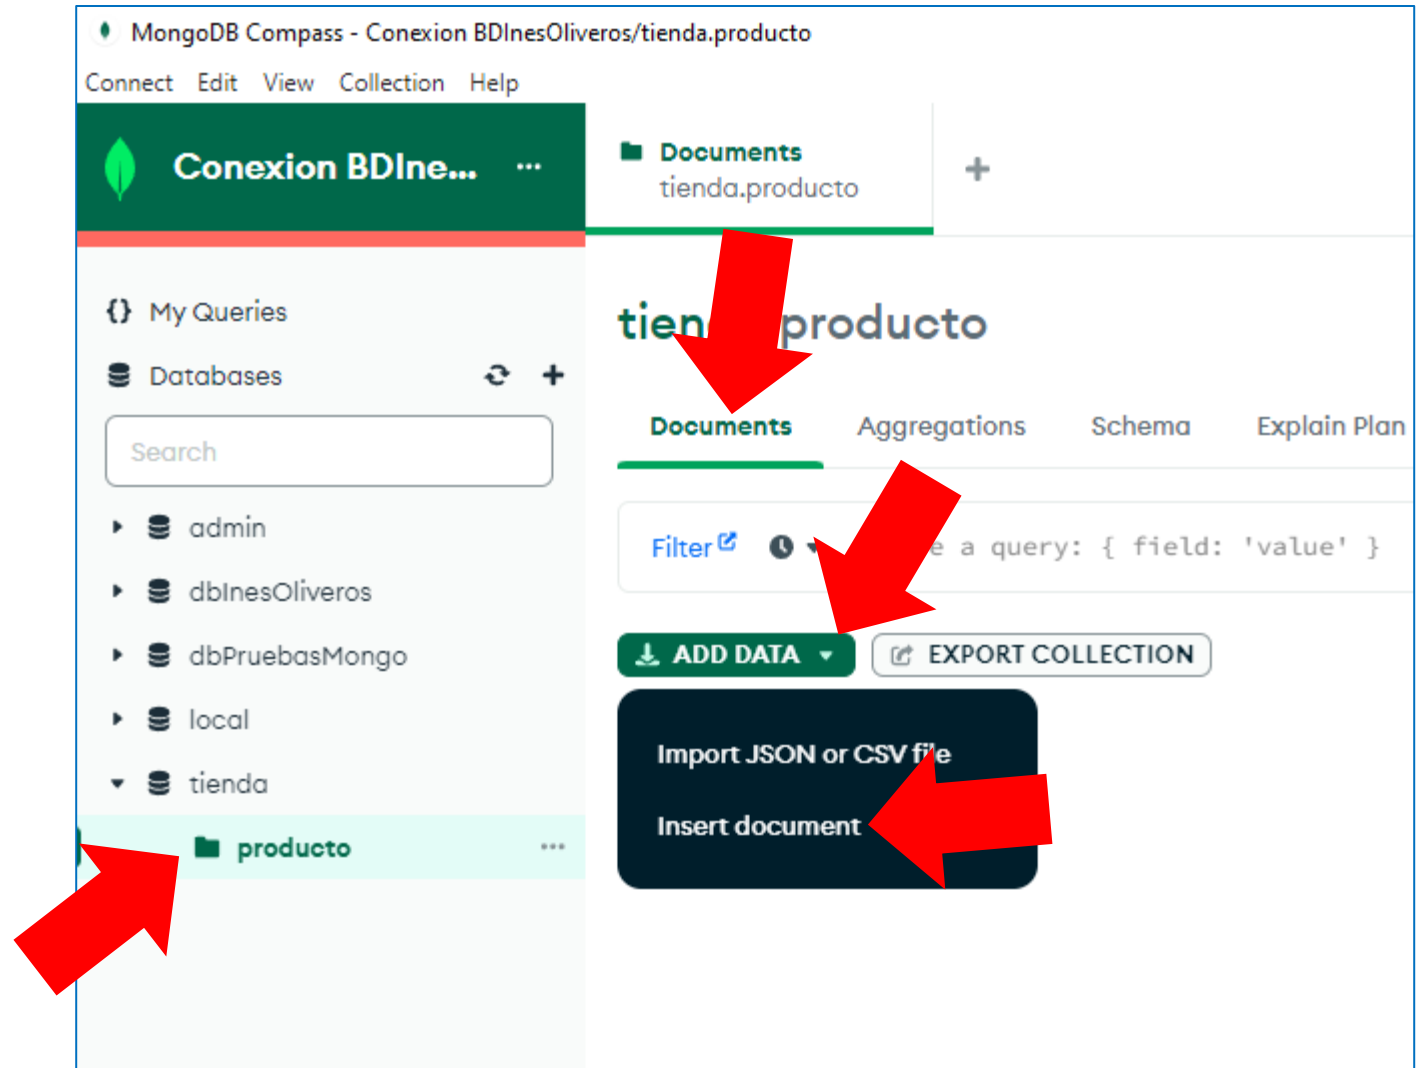 MongoDB Compass - Conexion BDInesOliveros/tienda.producto
Connect Edit View Collection Help
Conexion BDIne... ...
Documents
tienda.producto
+
{} My Queries
Databases
+
Search
admin
dbInesOliveros
dbPruebasMongo
local
tienda
producto ...
tien producto
Documents Aggregations Schema Explain Plan
Filter a query: { field: 'value' }
ADD DATA EXPORT COLLECTION
Import JSON or CSV file
Insert document